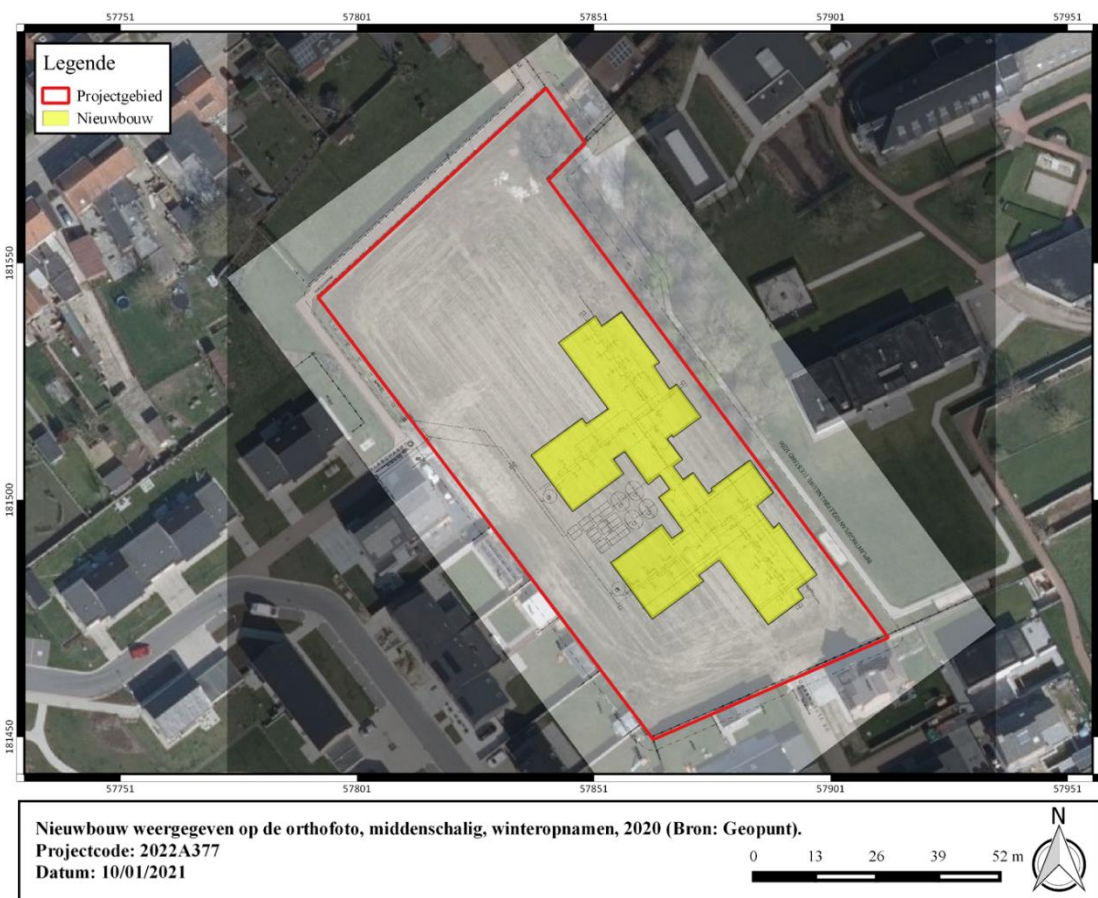 57751 57801 57851 57901 57951
Legende
Projectgebied
Nieuwbouw
181550
181500
181450
57751 57801 57851 57901 57951
Nieuwbouw weergegeven op de orthofoto, middenschalig, winteropnamen, 2020 (Bron: Geopunt).
Projectcode: 2022A377
Datum: 10/01/2021
0 13 26 39 52 m
N